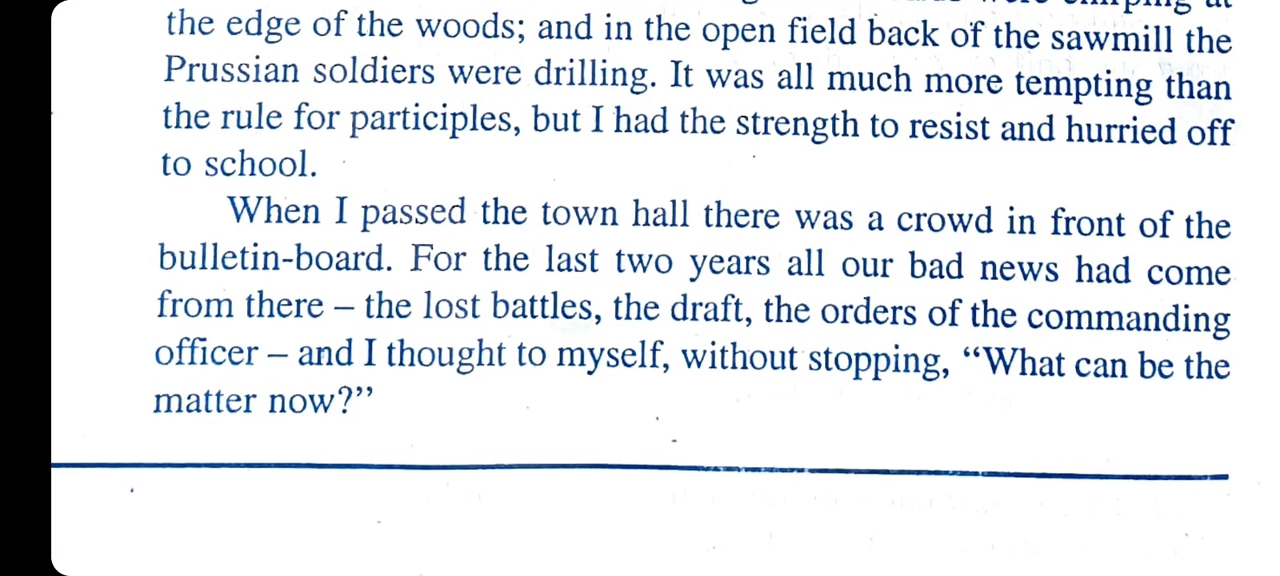 the edge of the woods; and in the open field back of the sawmill the
Prussian soldiers were drilling. It was all much more tempting than
the rule for participles, but I had the strength to resist and hurried off
to school.
When I passed the town hall there was a crowd in front of the
bulletin-board. For the last two years all our bad news had come
from there – the lost battles, the draft, the orders of the commanding
officer – and I thought to myself, without stopping, “What can be the
matter now?”